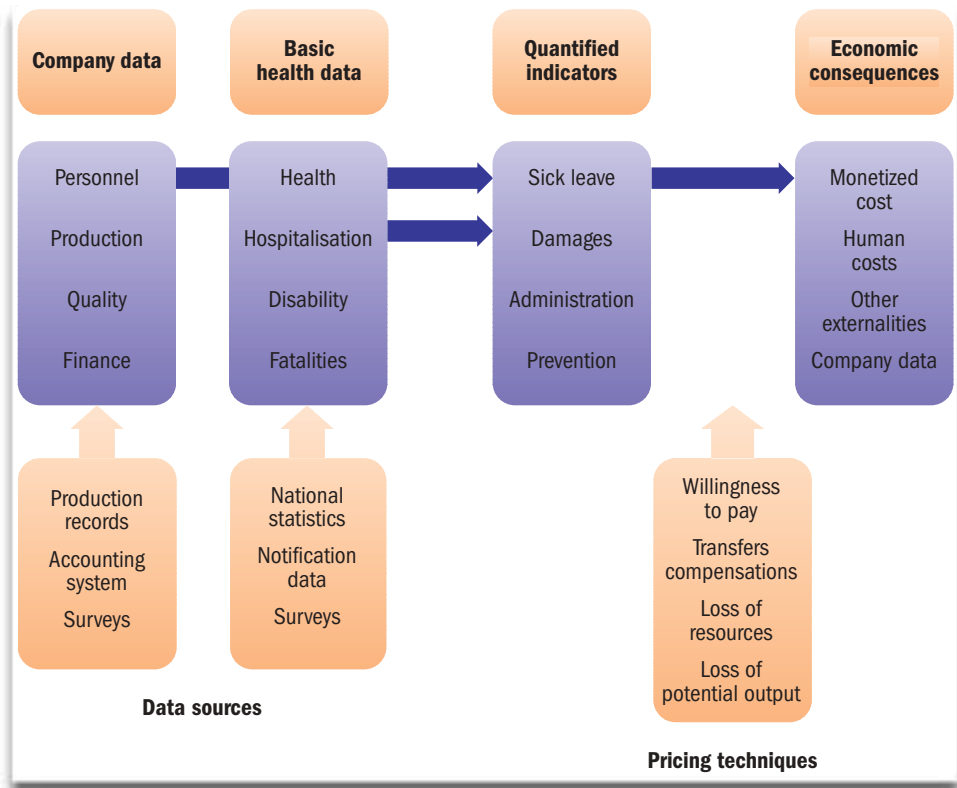 Company data
Basic
health data
Quantified
indicators
Economic
consequences
Personnel
Production
Quality
Finance
Health
Hospitalisation
Disability
Fatalities
Sick leave
Damages
Administration
Prevention
Monetized
cost
Human
costs
Other
externalities
Company data
Production
records
Accounting
system
Surveys
National
statistics
Notification
data
Surveys
Data sources
Willingness
to pay
Transfers
compensations
Loss of
resources
Loss of
potential output
Pricing techniques